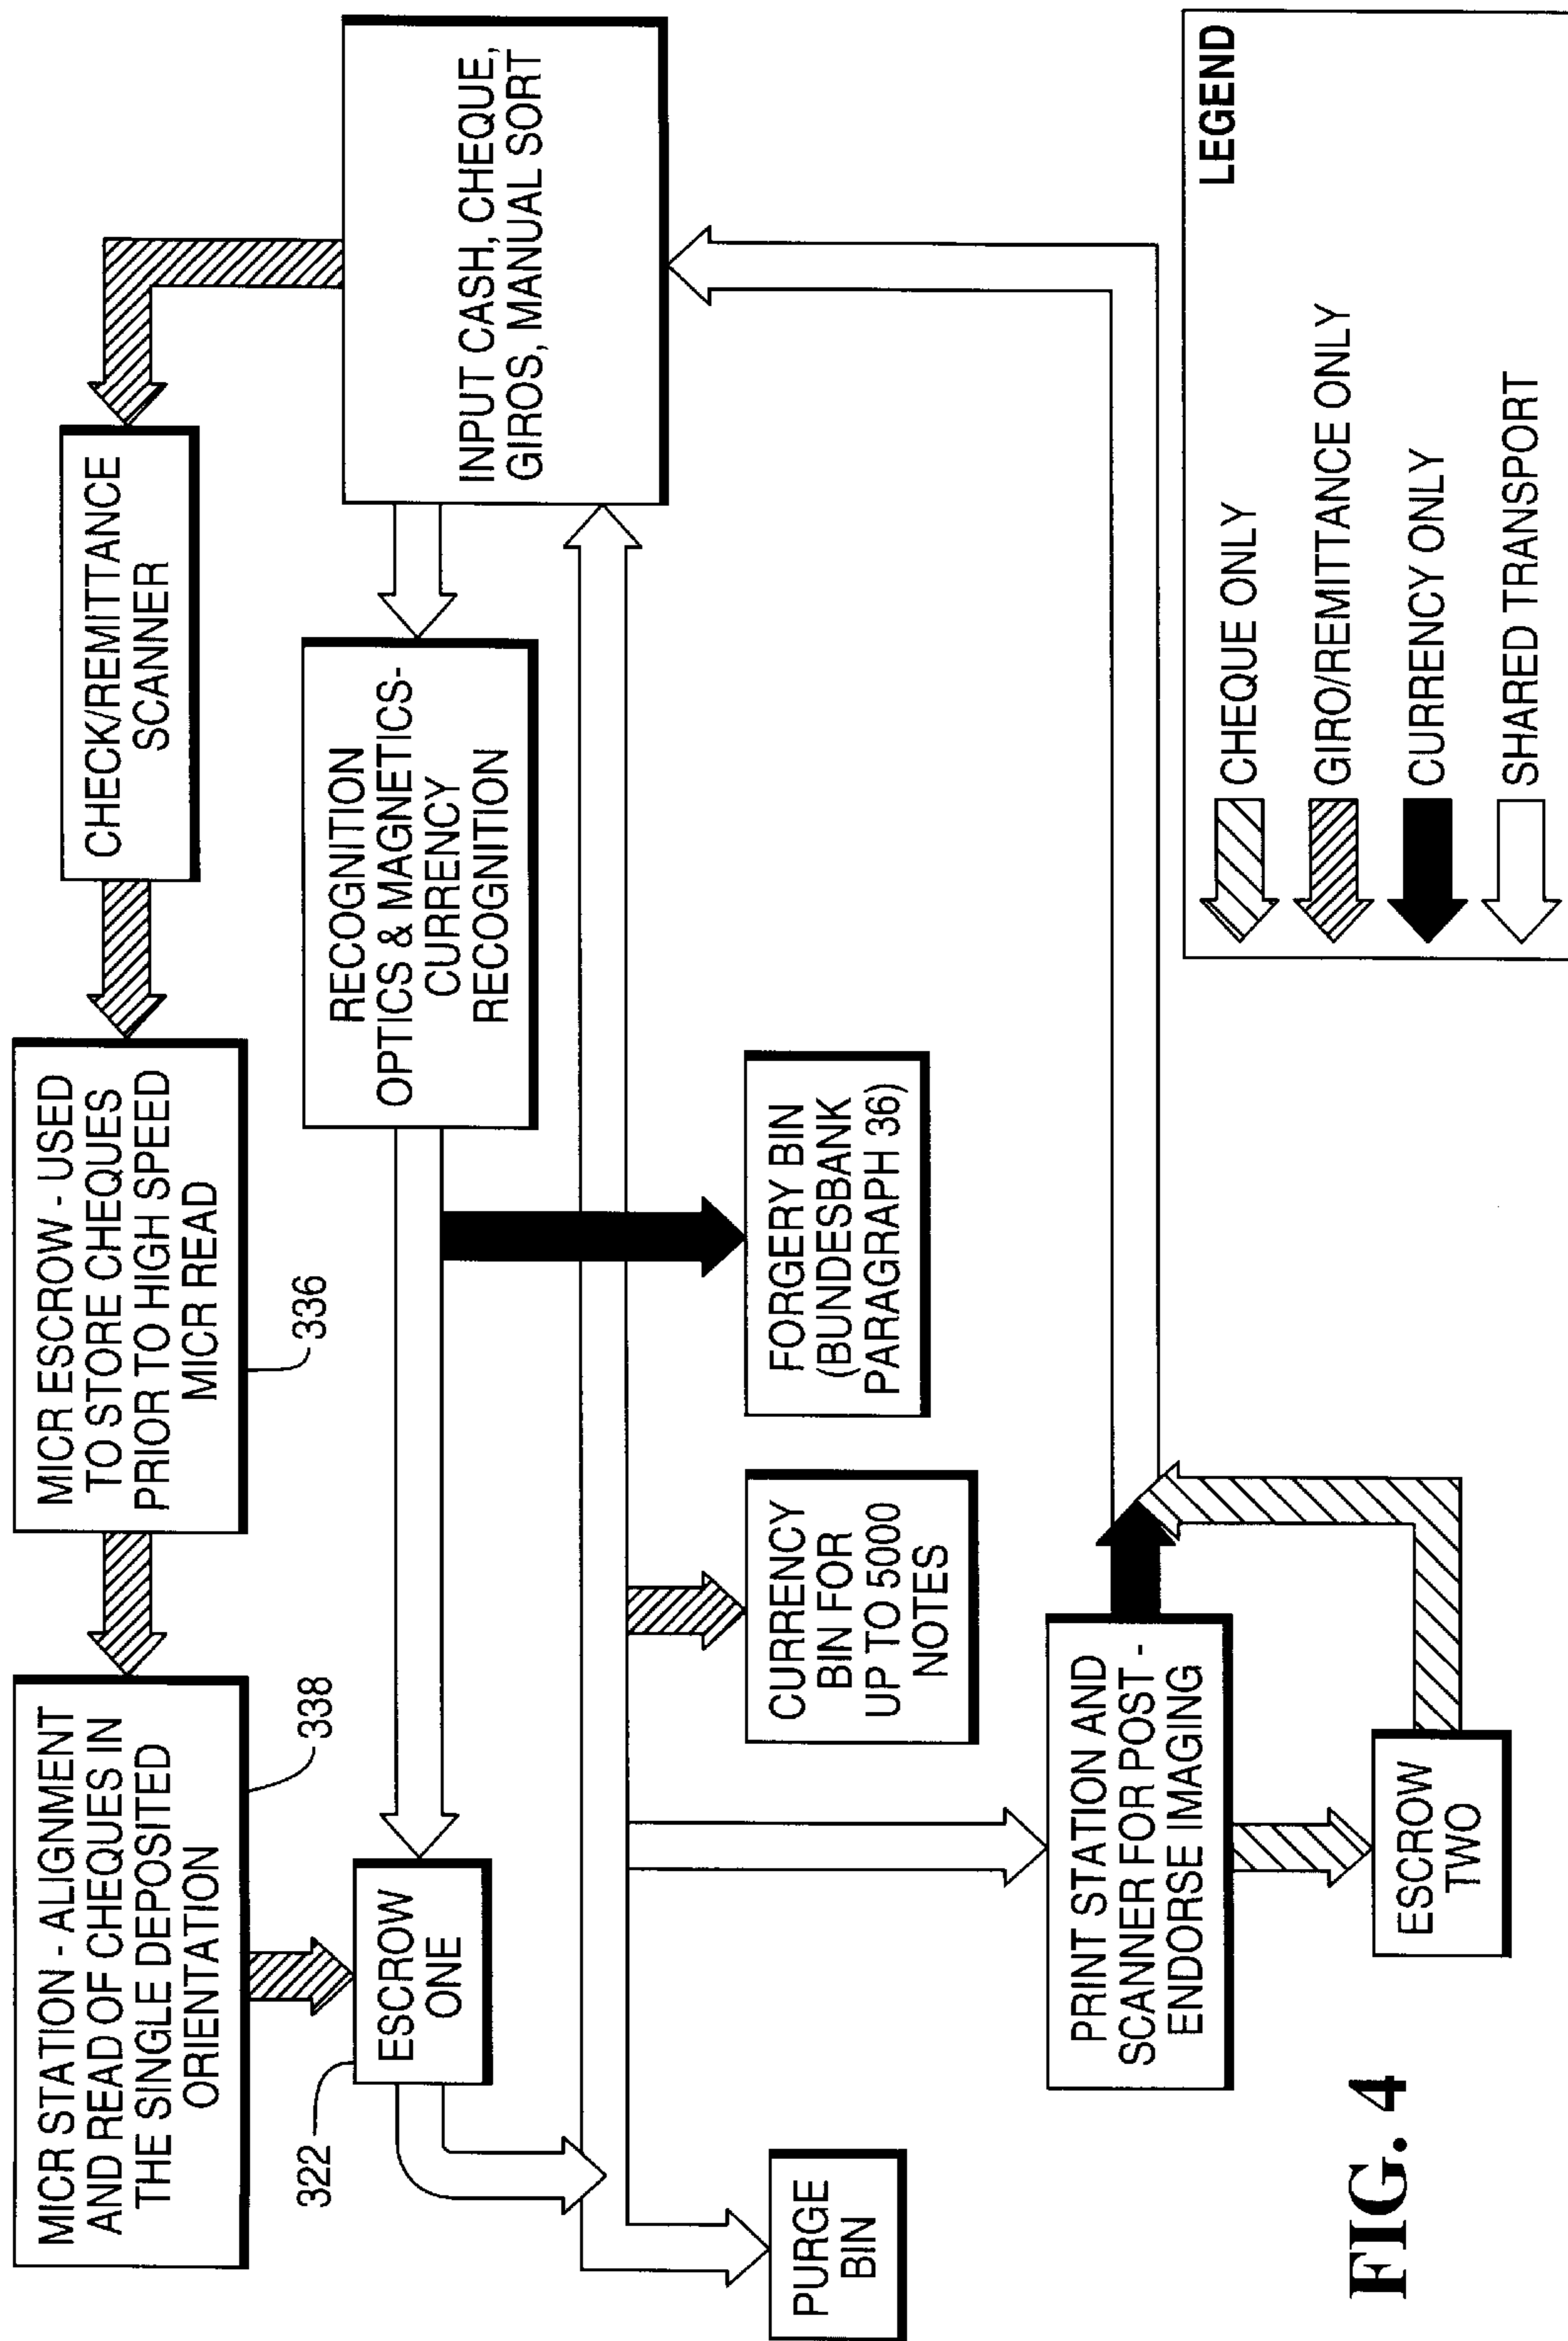 MICR STATION - ALIGNMENT
AND READ OF CHEQUES IN
THE SINGLE DEPOSITED
ORIENTATION
338
MICR ESCROW - USED
TO STORE CHEQUES
PRIOR TO HIGH SPEED
MICR READ
336
CHECK/REMITTANCE
SCANNER
322
ESCROW
ONE
RECOGNITION
OPTICS & MAGNETICS-
CURRENCY
RECOGNITION
INPUT CASH, CHEQUE,
GIROS, MANUAL SORT
PURGE
BIN
CURRENCY
BIN FOR
UP TO 5000
NOTES
FORGERY BIN
(BUNDESBANK
PARAGRAPH 36)
PRINT STATION AND
SCANNER FOR POST -
ENDORSE IMAGING
ESCROW
TWO
LEGEND
CHEQUE ONLY
GIRO/REMITTANCE ONLY
CURRENCY ONLY
SHARED TRANSPORT
FIG. 4